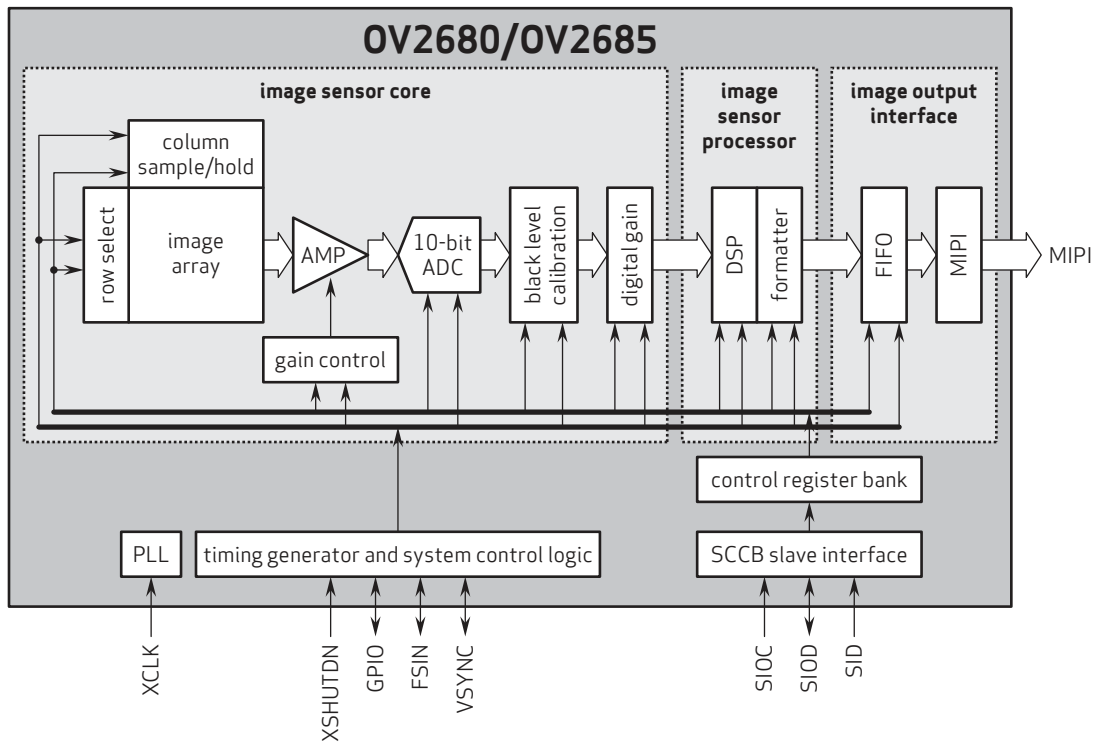 OV2680/OV2685
image sensor core
image
sensor
processor
image output
interface
column
sample/hold
row select
image
array
AMP
10-bit
ADC
black level
calibration
digital gain
DSP
formatter
FIFO
MIPI
MIPI
gain control
control register bank
PLL
timing generator and system control logic
SCCB slave interface
XCLK
XSHUTDN
GPIO
FSIN
VSYNC
SIOC
SIOD
SID